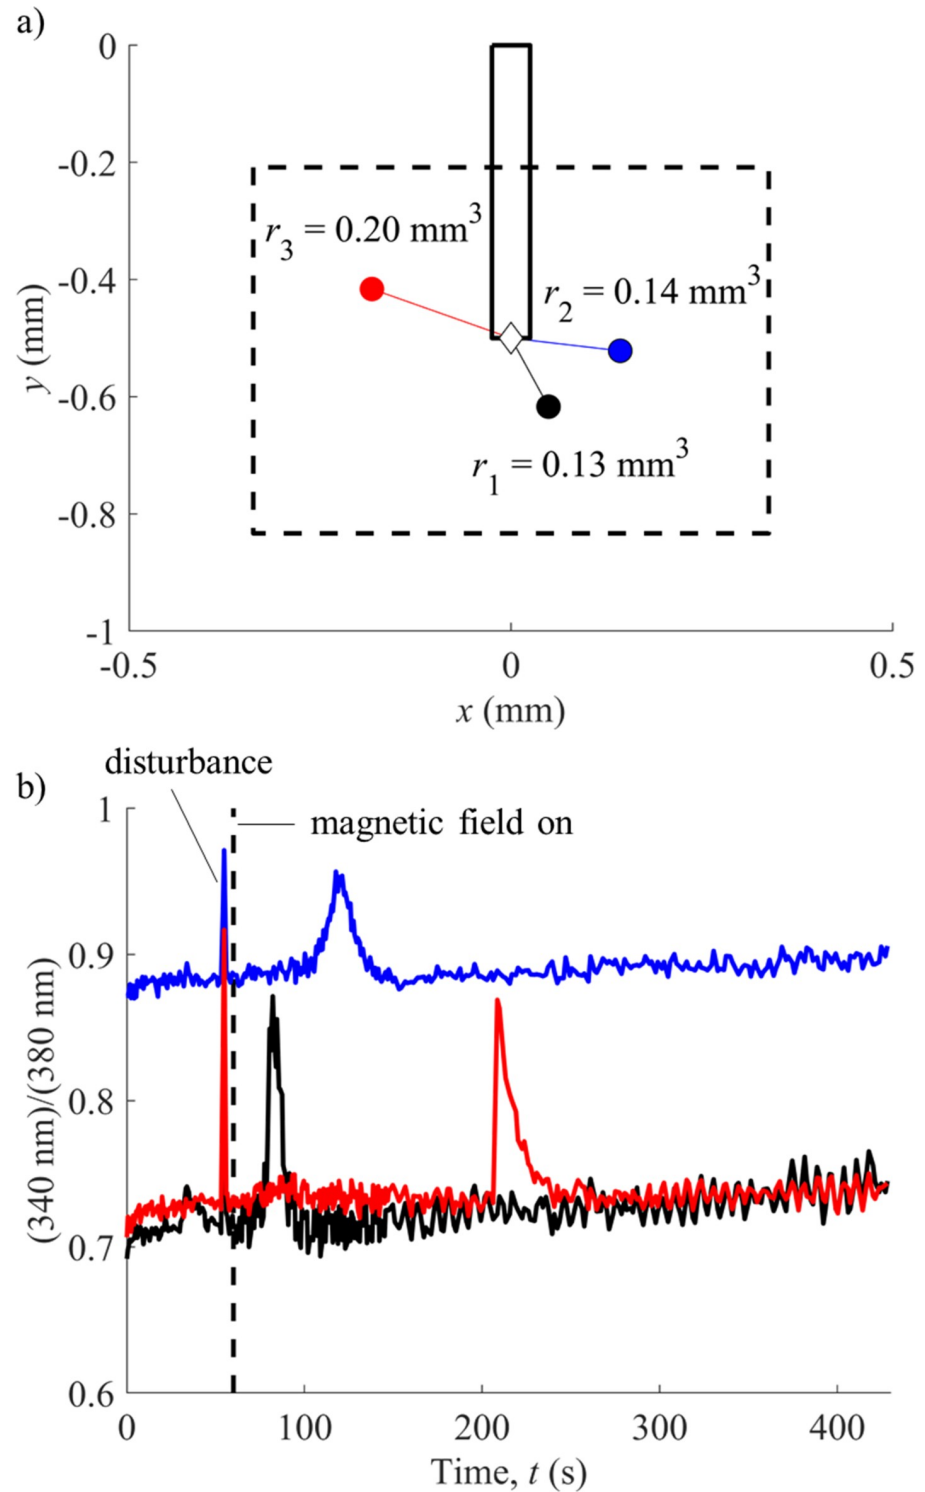 a)
0
-0.2
-0.4
-0.6
-0.8
-1
y (mm)
r3 = 0.20 mm3
r2 = 0.14 mm3
r1 = 0.13 mm3
-0.5 0 0.5
x (mm)
disturbance
b)
magnetic field on
1
0.9
0.8
0.7
0.6
(340 nm)/(380 nm)
0 100 200 300 400
Time, t (s)